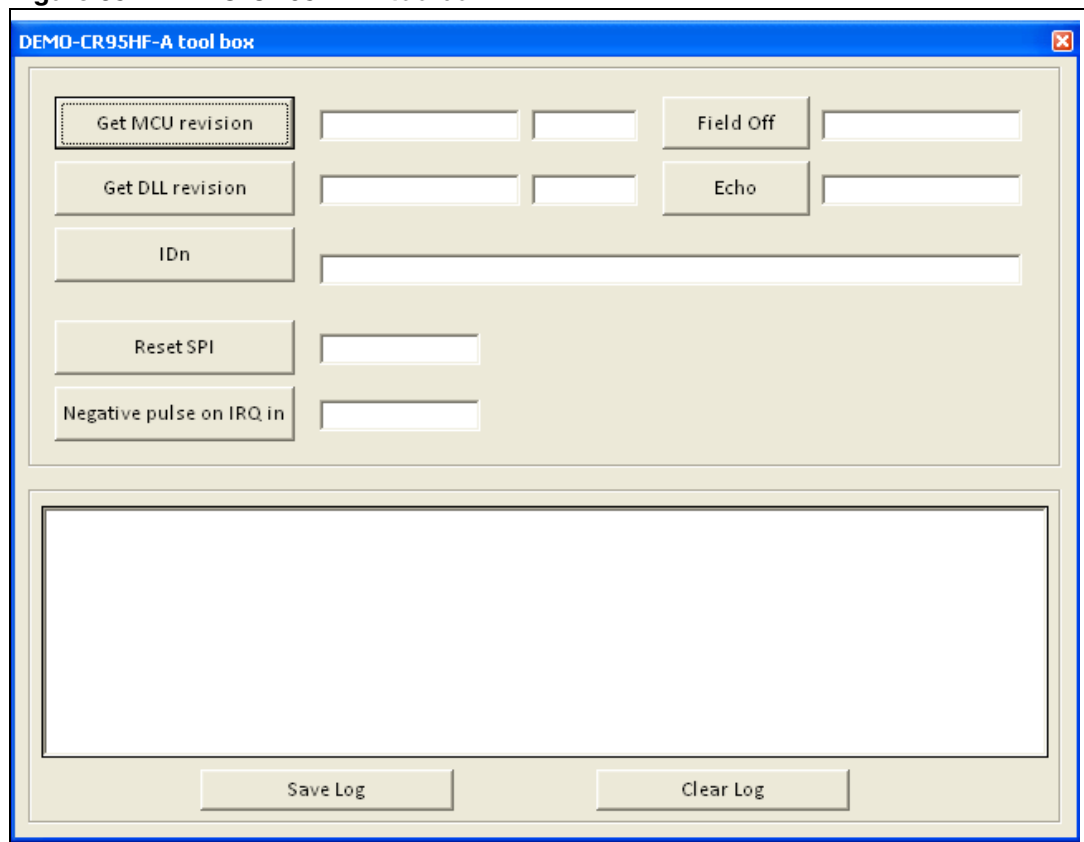 DEMO-CR95HF-A tool box
Get MCU revision
Field Off
Get DLL revision
Echo
IDn
Reset SPI
Negative pulse on IRQ in
Save Log
Clear Log